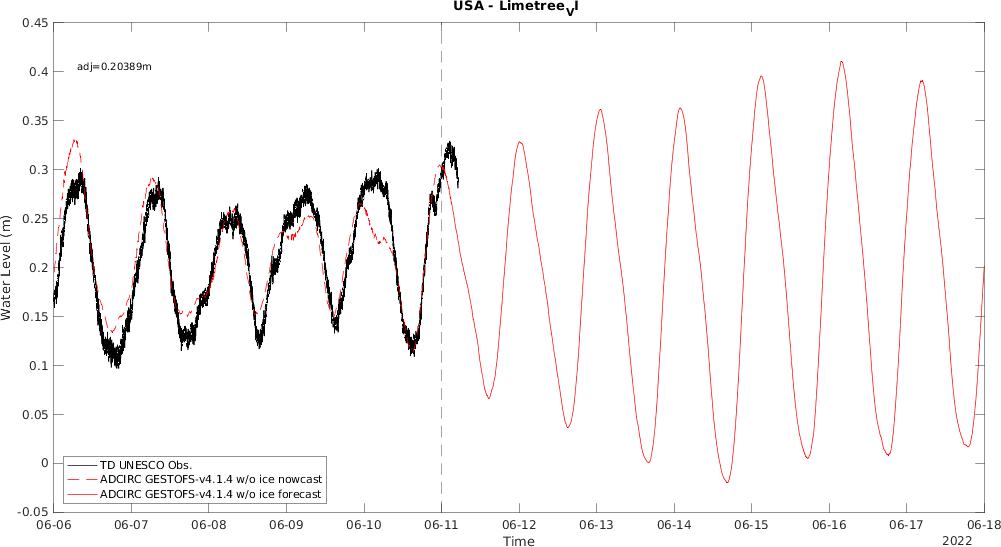 USA - Limetree_VI
0.45
0.4
0.35
0.3
0.25
0.2
0.15
0.1
0.05
0
-0.05
Water Level (m)
adj=0.20389m
TD UNESCO Obs.
ADCIRC GESTOFS-v4.1.4 w/o ice nowcast
ADCIRC GESTOFS-v4.1.4 w/o ice forecast
06-06 06-07 06-08 06-09 06-10 06-11 06-12 06-13 06-14 06-15 06-16 06-17 06-18
Time
2022